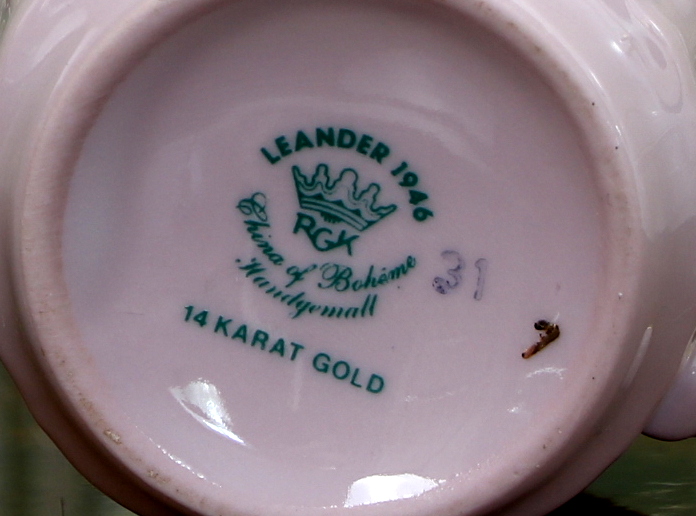 LEANDER 1946
RGK
China of Bohême
Handgemalt
31
14 KARAT GOLD